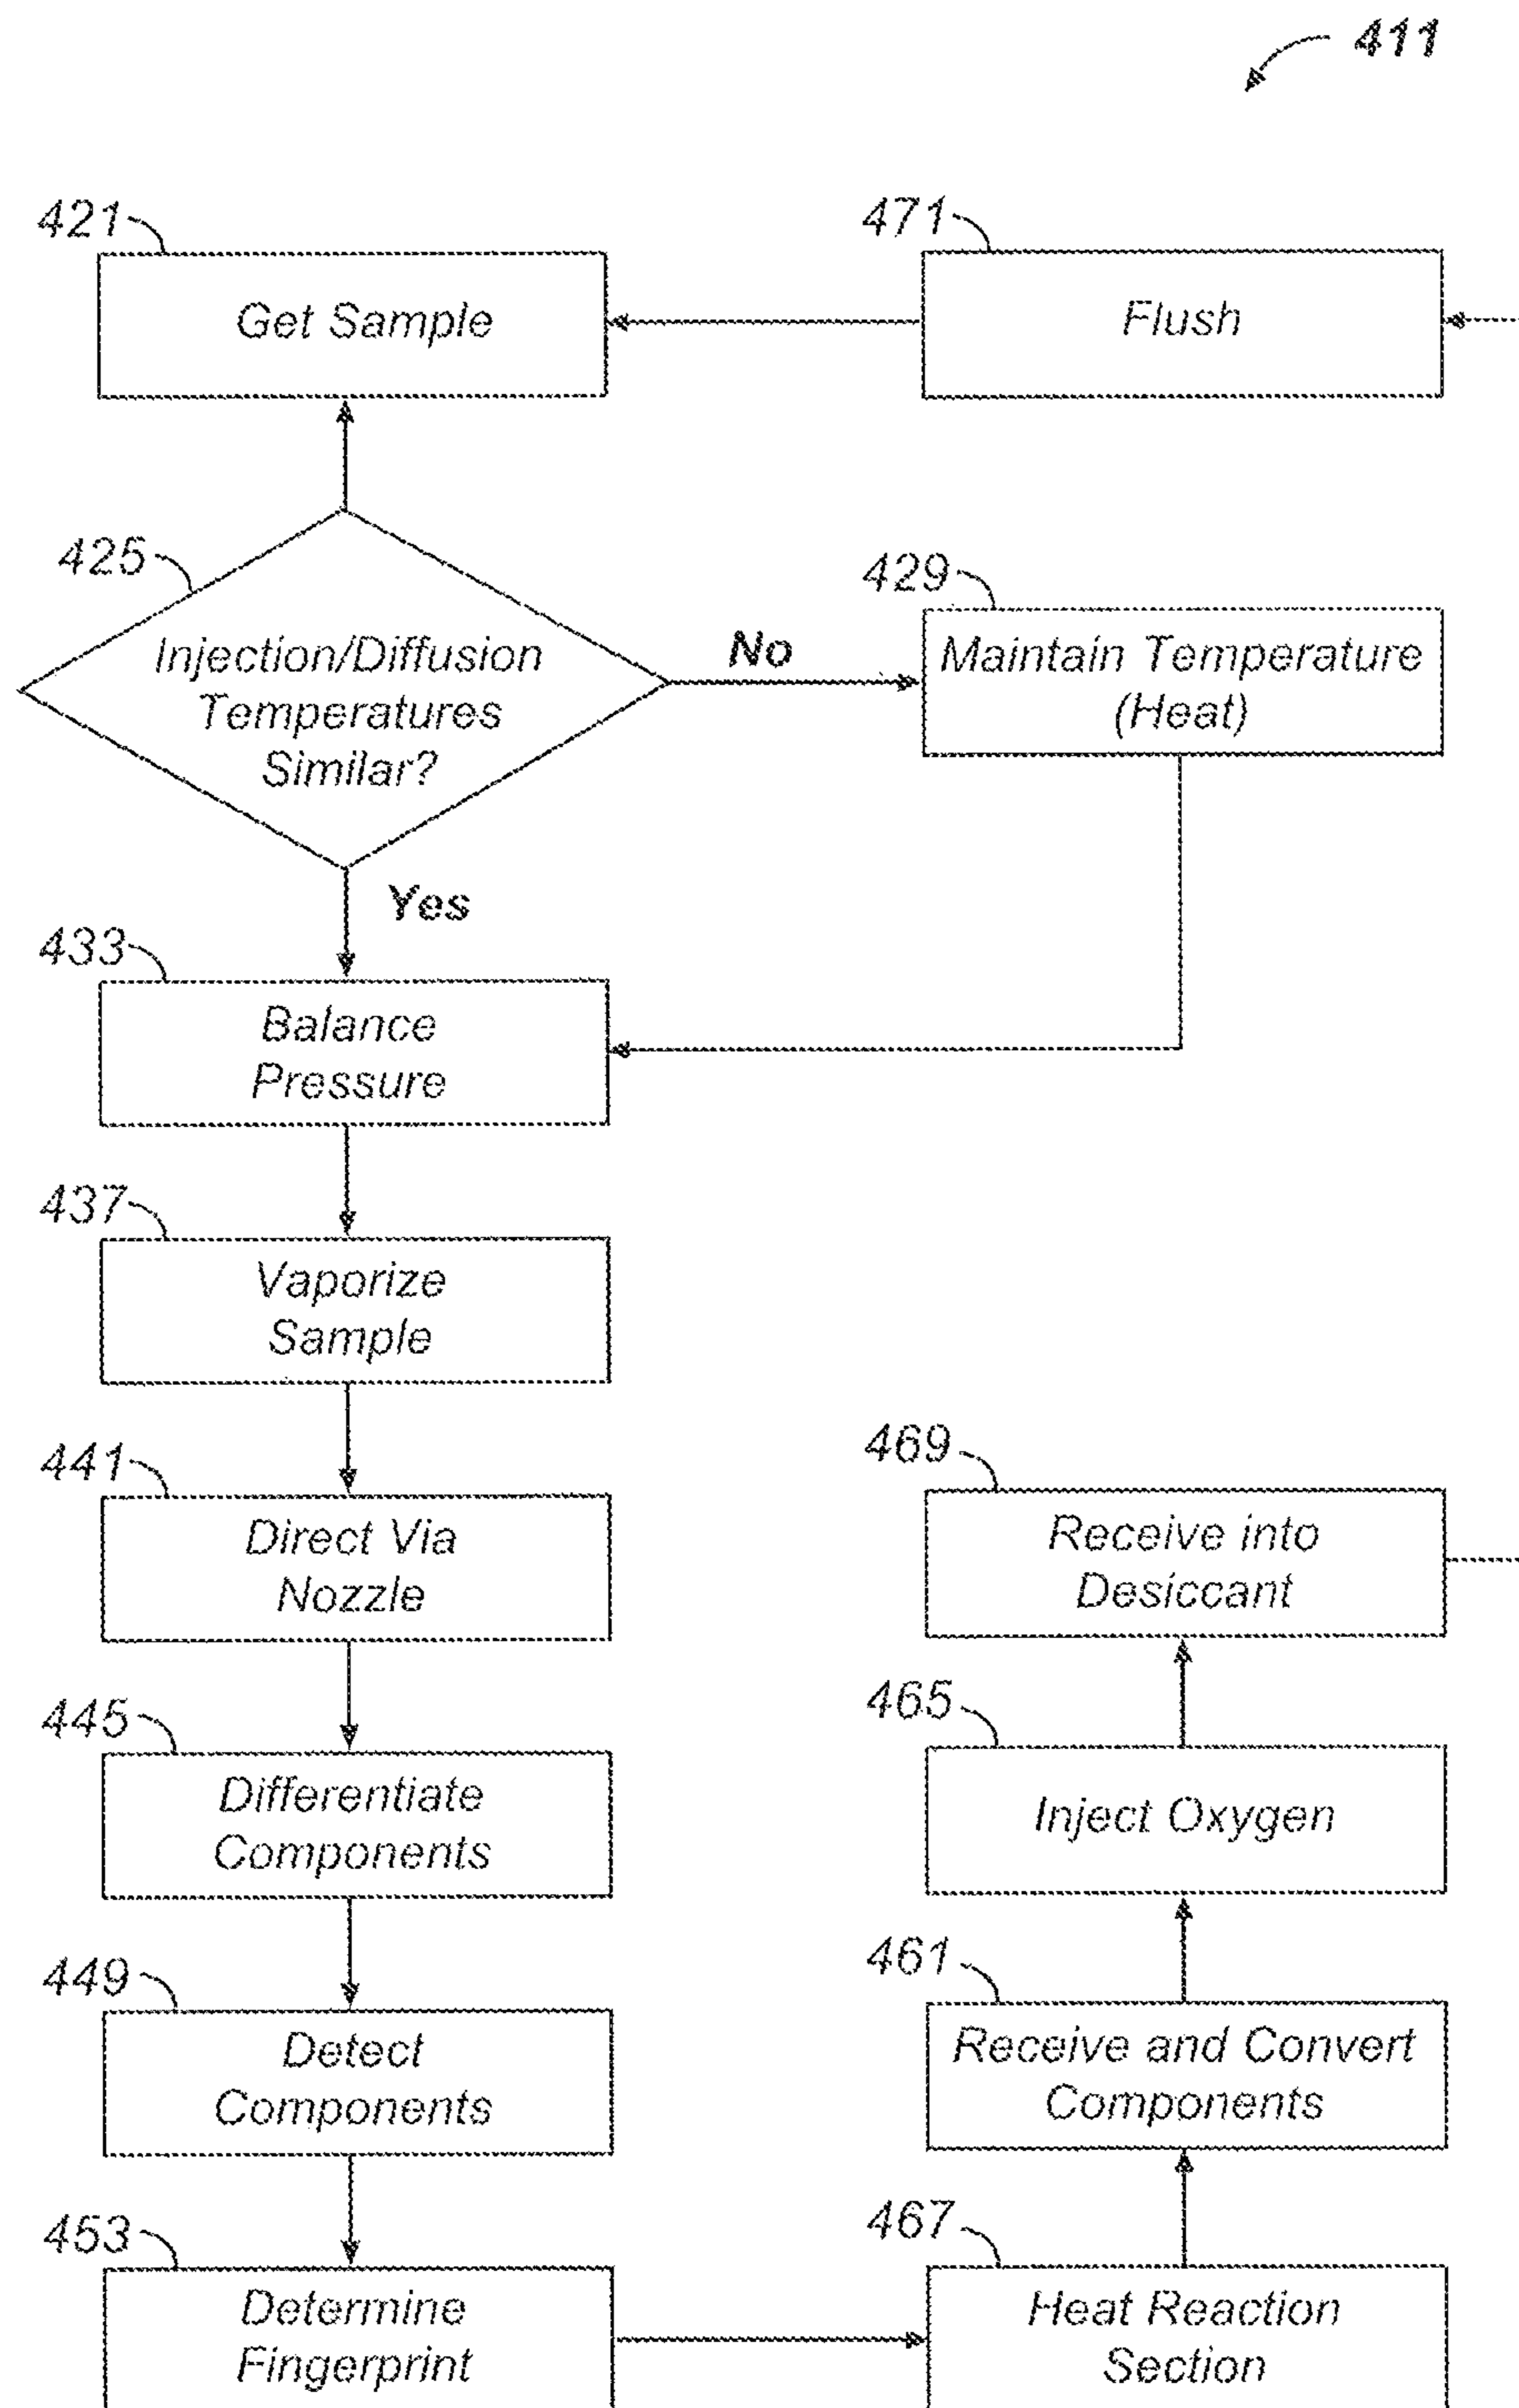 411
421
Get Sample
471
Flush
425
Injection/Diffusion
Temperatures
Similar?
No
429
Maintain Temperature
(Heat)
Yes
433
Balance
Pressure
437
Vaporize
Sample
441
Direct Via
Nozzle
469
Receive into
Desiccant
445
Differentiate
Components
465
Inject Oxygen
449
Detect
Components
461
Receive and Convert
Components
453
Determine
Fingerprint
467
Heat Reaction
Section